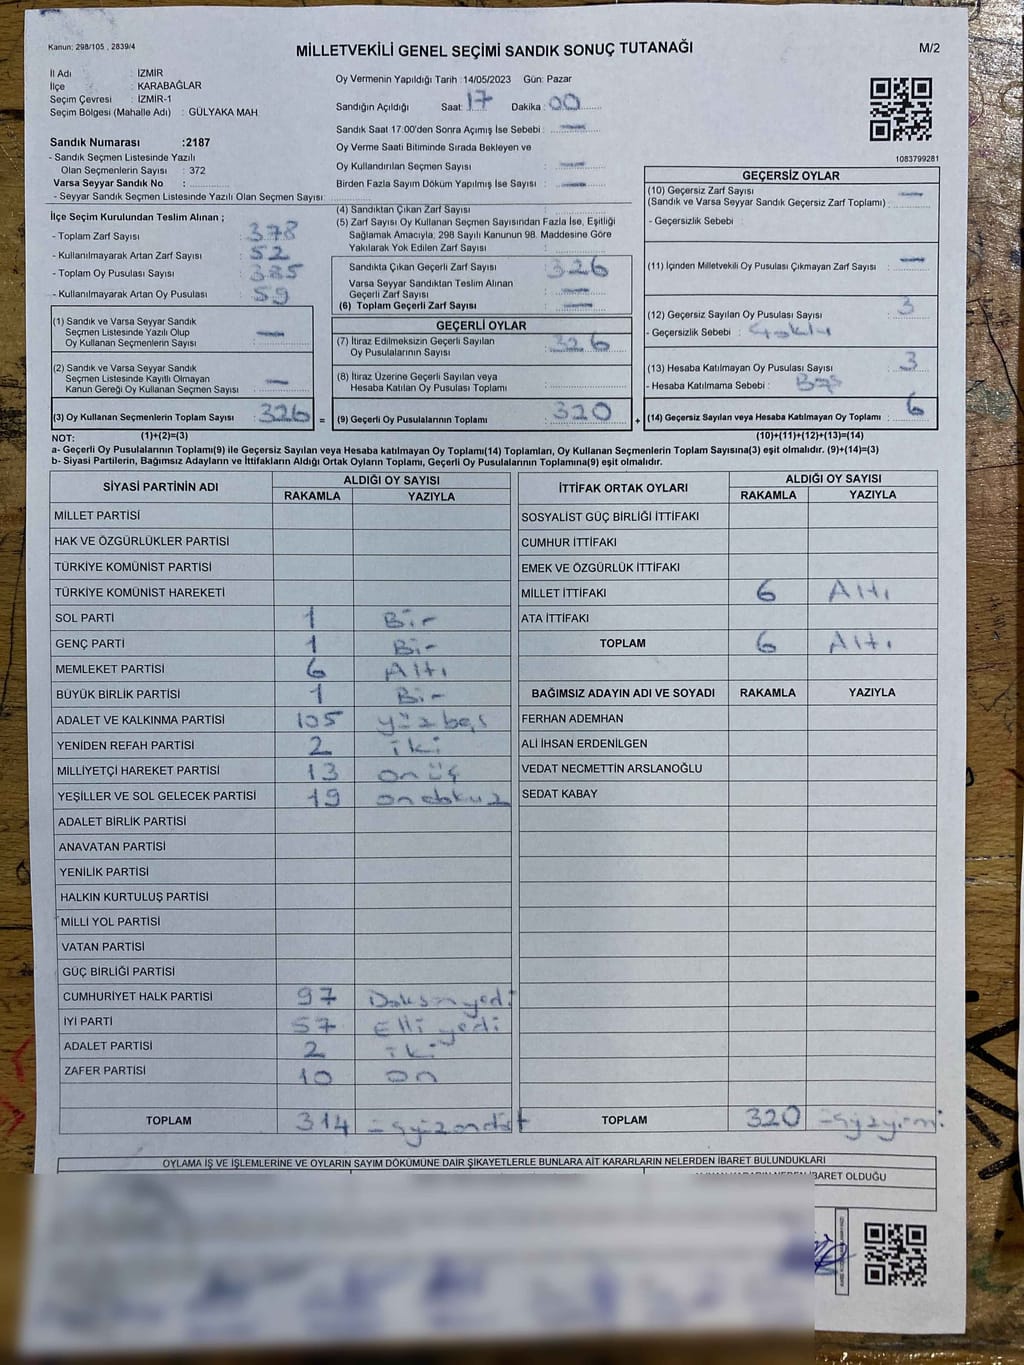 Kanun: 298/105 , 2839/4
MİLLETVEKİLİ GENEL SEÇİMİ SANDIK SONUÇ TUTANAĞI
M/2
İl Adı : İZMİR
İlçe : KARABAĞLAR
Seçim Çevresi : İZMİR-1
Seçim Bölgesi (Mahalle Adı) : GÜLYAKA MAH
Sandık Numarası :2187
- Sandık Seçmen Listesinde Yazılı
Olan Seçmenlerin Sayısı : 372
Varsa Seyyar Sandık No :
- Seyyar Sandık Seçmen Listesinde Yazılı Olan Seçmen Sayısı:
Oy Vermenin Yapıldığı Tarih :14/05/2023 Gün: Pazar
Sandığın Açıldığı Saat: 17 Dakika: 00
Sandık Saat 17:00'den Sonra Açımış İse Sebebi : —
Oy Verme Saati Bitiminde Sırada Bekleyen ve
Oy Kullandırılan Seçmen Sayısı : —
Birden Fazla Sayım Döküm Yapılmış İse Sayısı : —
1083799281
İlçe Seçim Kurulundan Teslim Alınan ;
- Toplam Zarf Sayısı : 378
- Kullanılmayarak Artan Zarf Sayısı : 52
- Toplam Oy Pusulası Sayısı : 385
- Kullanılmayarak Artan Oy Pusulası : 59
(1) Sandık ve Varsa Seyyar Sandık
Seçmen Listesinde Yazılı Olup
Oy Kullanan Seçmenlerin Sayısı : —
(2) Sandık ve Varsa Seyyar Sandık
Seçmen Listesinde Kayıtlı Olmayan
Kanun Gereği Oy Kullanan Seçmen Sayısı : —
(3) Oy Kullanan Seçmenlerin Toplam Sayısı : 326 =
(4) Sandıktan Çıkan Zarf Sayısı :
(5) Zarf Sayısı Oy Kullanan Seçmen Sayısından Fazla İse, Eşitliği
Sağlamak Amacıyla, 298 Sayılı Kanunun 98. Maddesine Göre
Yakılarak Yok Edilen Zarf Sayısı :
Sandıkta Çıkan Geçerli Zarf Sayısı : 326
Varsa Seyyar Sandıktan Teslim Alınan
Geçerli Zarf Sayısı : —
(6) Toplam Geçerli Zarf Sayısı : —
GEÇERLİ OYLAR
(7) İtiraz Edilmeksizin Geçerli Sayılan
Oy Pusulalarının Sayısı : 326
(8) İtiraz Üzerine Geçerli Sayılan veya
Hesaba Katılan Oy Pusulası Toplamı :
(9) Geçerli Oy Pusulalarının Toplamı : 320 +
GEÇERSİZ OYLAR
(10) Geçersiz Zarf Sayısı —
(Sandık ve Varsa Seyyar Sandık Geçersiz Zarf Toplamı) :
- Geçersizlik Sebebi :
(11) İçinden Milletvekili Oy Pusulası Çıkmayan Zarf Sayısı : —
(12) Geçersiz Sayılan Oy Pusulası Sayısı : 3
- Geçersizlik Sebebi :
(13) Hesaba Katılmayan Oy Pusulası Sayısı : 3
- Hesaba Katılmama Sebebi : Boş
(14) Geçersiz Sayılan veya Hesaba Katılmayan Oy Toplamı : 6
NOT: (1)+(2)=(3) (10)+(11)+(12)+(13)=(14)
a- Geçerli Oy Pusulalarının Toplamı(9) ile Geçersiz Sayılan veya Hesaba katılmayan Oy Toplamı(14) Toplamları, Oy Kullanan Seçmenlerin Toplam Sayısına(3) eşit olmalıdır. (9)+(14)=(3)
b- Siyasi Partilerin, Bağımsız Adayların ve İttifakların Aldığı Ortak Oyların Toplamı, Geçerli Oy Pusulalarının Toplamına(9) eşit olmalıdır.
SİYASİ PARTİNİN ADI ALDIĞI OY SAYISI
RAKAMLA YAZIYLA
MİLLET PARTİSİ
HAK VE ÖZGÜRLÜKLER PARTİSİ
TÜRKİYE KOMÜNİST PARTİSİ
TÜRKİYE KOMÜNİST HAREKETİ
SOL PARTİ 1 Bir
GENÇ PARTİ 1 Bir
MEMLEKET PARTİSİ 6 Altı
BÜYÜK BİRLİK PARTİSİ 1 Bir
ADALET VE KALKINMA PARTİSİ 105 yüzbeş
YENİDEN REFAH PARTİSİ 2 iki
MİLLİYETÇİ HAREKET PARTİSİ 13 onüç
YEŞİLLER VE SOL GELECEK PARTİSİ 19 ondokuz
ADALET BİRLİK PARTİSİ
ANAVATAN PARTİSİ
YENİLİK PARTİSİ
HALKIN KURTULUŞ PARTİSİ
MİLLİ YOL PARTİSİ
VATAN PARTİSİ
GÜÇ BİRLİĞİ PARTİSİ
CUMHURİYET HALK PARTİSİ 97 Doksanyedi
İYİ PARTİ 57 Elli yedi
ADALET PARTİSİ 2 iki
ZAFER PARTİSİ 10 on
TOPLAM 314 üçyüzondört
İTTİFAK ORTAK OYLARI ALDIĞI OY SAYISI
RAKAMLA YAZIYLA
SOSYALİST GÜÇ BİRLİĞİ İTTİFAKI
CUMHUR İTTİFAKI
EMEK VE ÖZGÜRLÜK İTTİFAKI
MİLLET İTTİFAKI 6 Altı
ATA İTTİFAKI
TOPLAM 6 Altı
BAĞIMSIZ ADAYIN ADI VE SOYADI RAKAMLA YAZIYLA
FERHAN ADEMHAN
ALİ İHSAN ERDENİLGEN
VEDAT NECMETTİN ARSLANOĞLU
SEDAT KABAY
TOPLAM 320 üçyüzyirmi
OYLAMA İŞ VE İŞLEMLERİNE VE OYLARIN SAYIM DÖKÜMÜNE DAİR ŞİKAYETLERLE BUNLARA AİT KARARLARIN NELERDEN İBARET BULUNDUKLARI
İBARET OLDUĞU